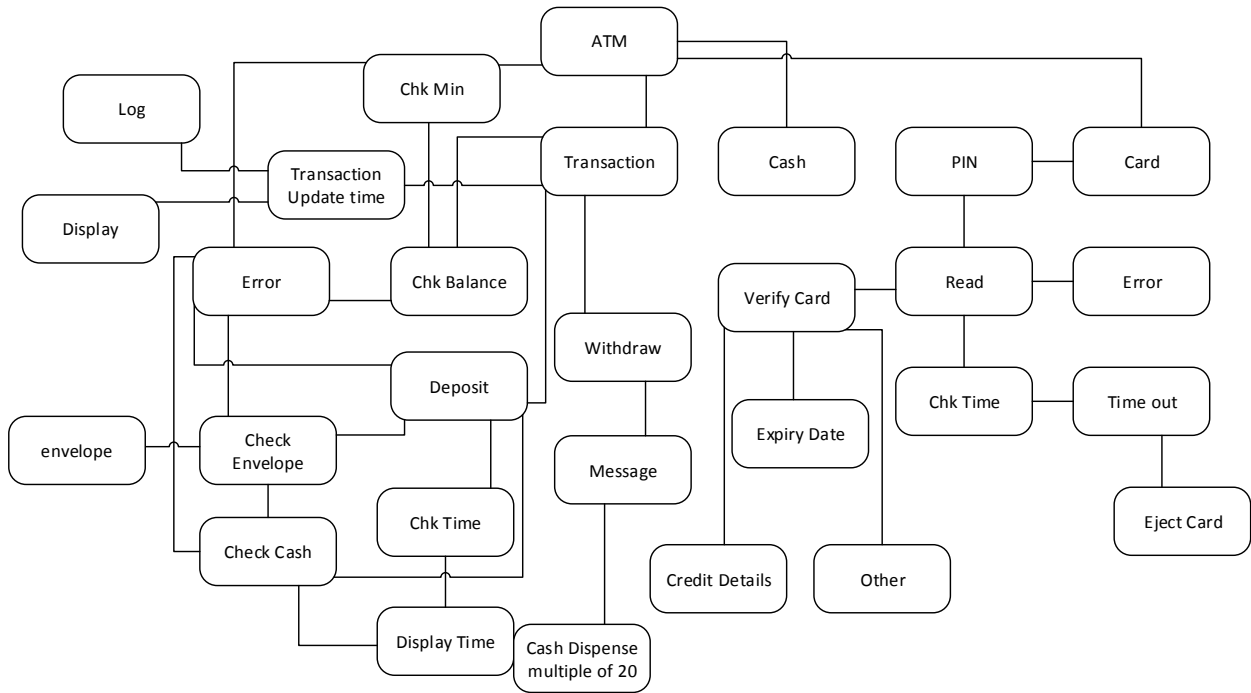 ATM
Chk Min
Log
Transaction
Cash
PIN
Card
Transaction
Update time
Display
Error
Chk Balance
Verify Card
Read
Error
Withdraw
Deposit
Chk Time
Time out
Expiry Date
envelope
Check
Envelope
Message
Chk Time
Eject Card
Check Cash
Credit Details
Other
Display Time
Cash Dispense
multiple of 20